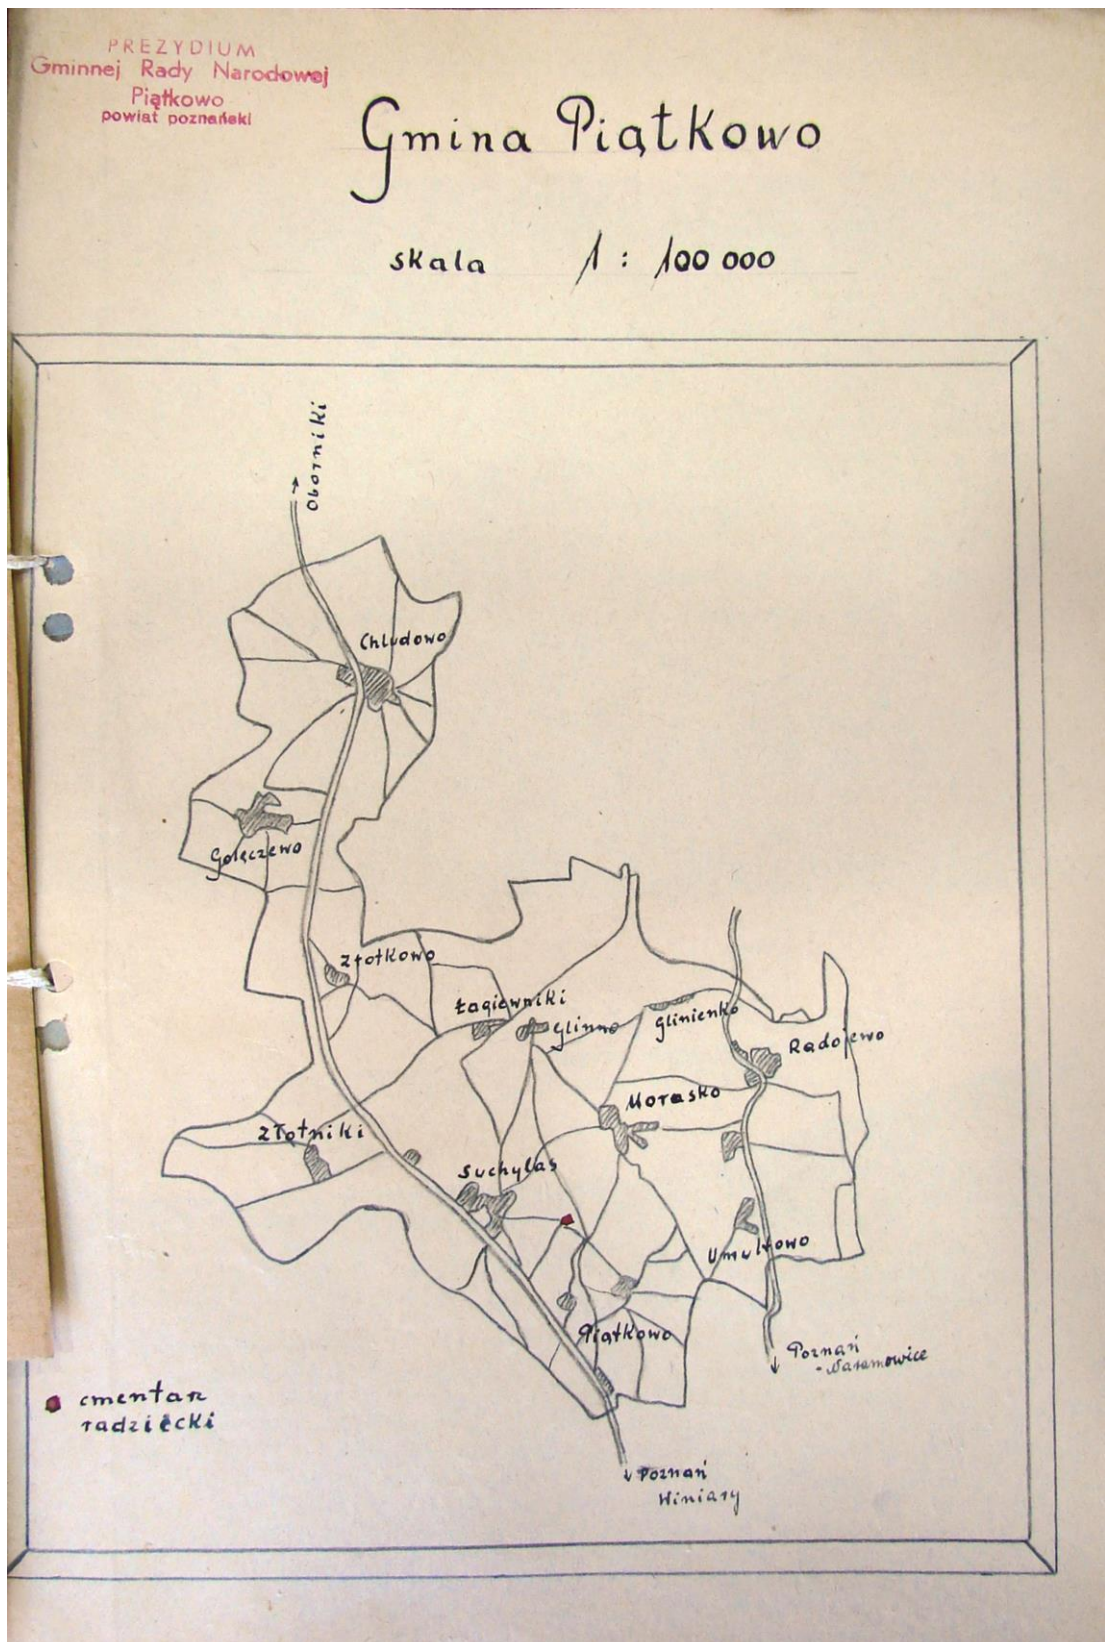 PREZYDIUM
Gminnej Rady Narodowej
Piątkowo
powiat poznański
Gmina Piątkowo
skala 1 : 100 000
Oborniki
Chludowo
Golęczewo
Złotkowo
Łagiewniki
Glinno
Glinienko
Radojewo
Morasko
Złotniki
Suchylas
Umultowo
Piątkowo
Poznań
-Naramowice
cmentarz
radziecki
Poznań
Winiary